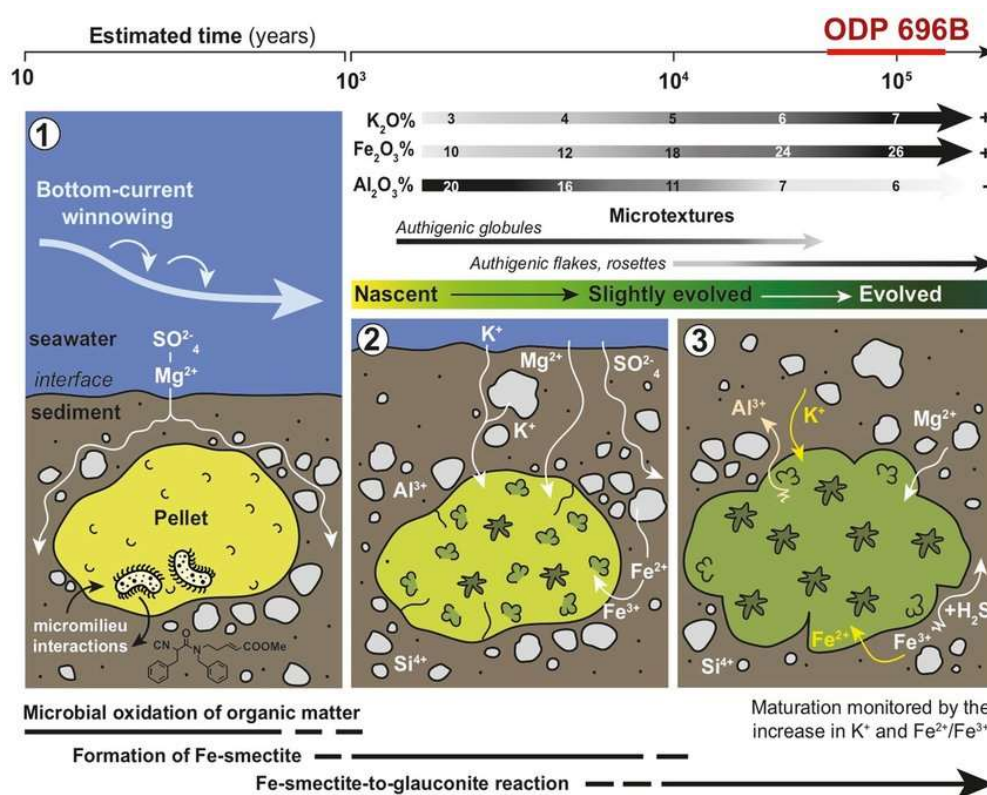 Estimated time (years)
ODP 696B
10
10³
10⁴
10⁵
K₂O% 3 4 5 6 7 +
Fe₂O₃% 10 12 18 24 26 +
Al₂O₃% 20 16 11 7 6 -
Microtextures
Authigenic globules
Authigenic flakes, rosettes
Nascent Slightly evolved Evolved
1
Bottom-current
winnowing
seawater
SO²⁻₄
Mg²⁺
interface
sediment
Pellet
micromilieu
interactions
CN
O
N
COOMe
2
K⁺
Mg²⁺
SO²⁻₄
K⁺
Al³⁺
Fe²⁺
Fe³⁺
Si⁴⁺
3
Al³⁺
K⁺
Mg²⁺
+H₂S
Fe²⁺
Fe³⁺
Si⁴⁺
Microbial oxidation of organic matter
Formation of Fe-smectite
Fe-smectite-to-glauconite reaction
Maturation monitored by the
increase in K⁺ and Fe²⁺/Fe³⁺